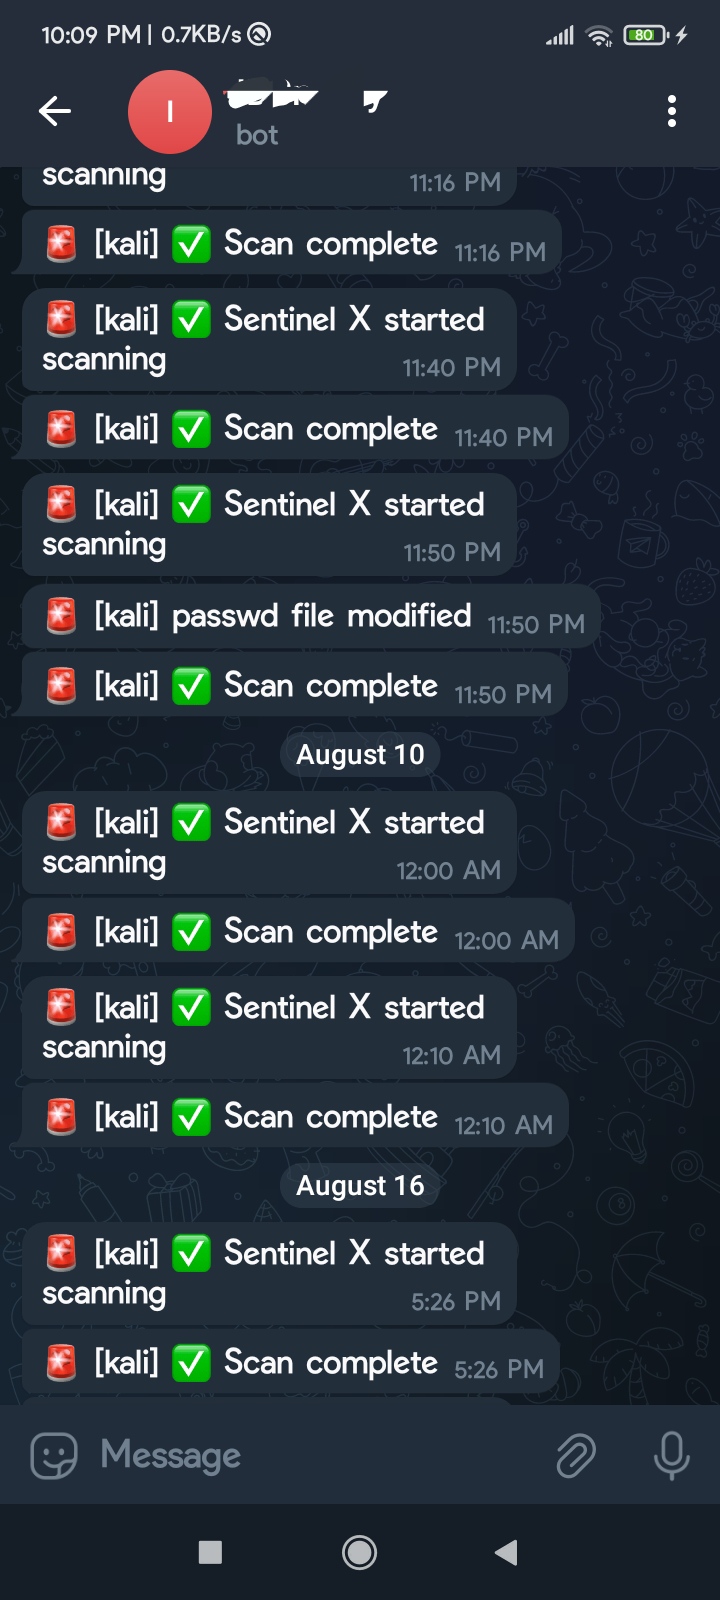 10:09 PM | 0.7KB/s
80
I
bot
scanning 11:16 PM
🚨 [kali] ✅ Scan complete 11:16 PM
🚨 [kali] ✅ Sentinel X started
scanning 11:40 PM
🚨 [kali] ✅ Scan complete 11:40 PM
🚨 [kali] ✅ Sentinel X started
scanning 11:50 PM
🚨 [kali] passwd file modified 11:50 PM
🚨 [kali] ✅ Scan complete 11:50 PM
August 10
🚨 [kali] ✅ Sentinel X started
scanning 12:00 AM
🚨 [kali] ✅ Scan complete 12:00 AM
🚨 [kali] ✅ Sentinel X started
scanning 12:10 AM
🚨 [kali] ✅ Scan complete 12:10 AM
August 16
🚨 [kali] ✅ Sentinel X started
scanning 5:26 PM
🚨 [kali] ✅ Scan complete 5:26 PM
Message